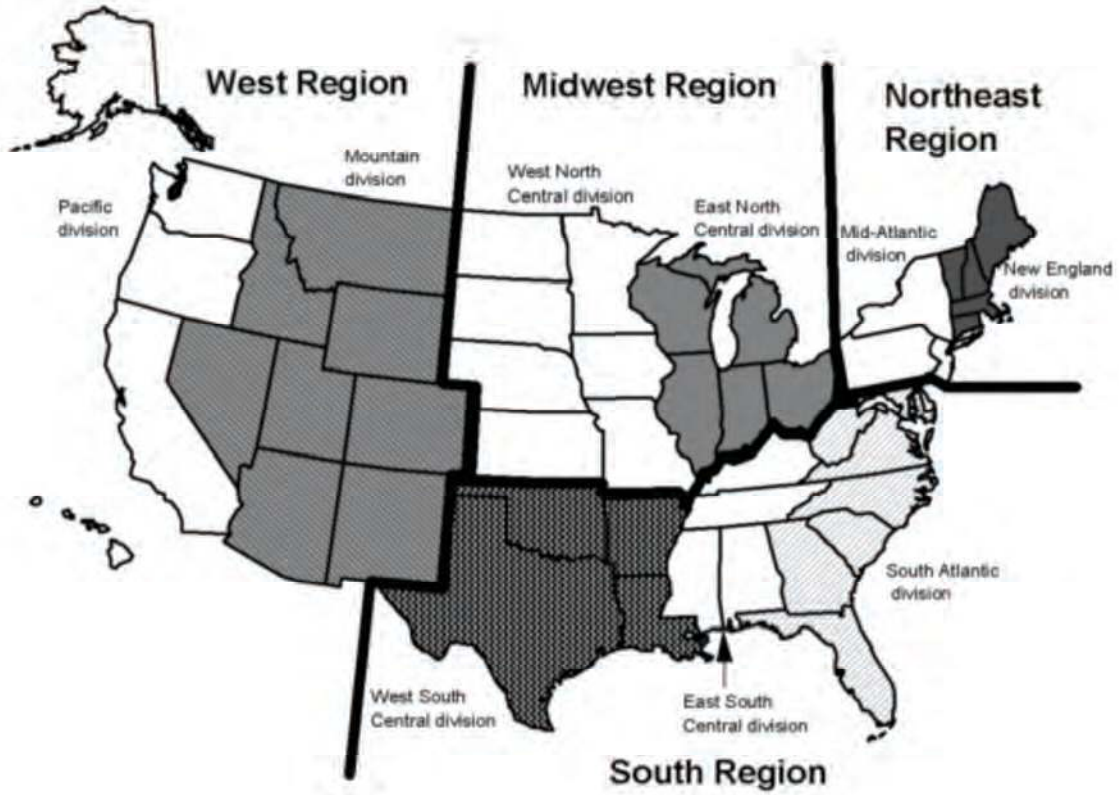 West Region
Midwest Region
Northeast
Region
Mountain
division
West North
Central division
Pacific
division
East North
Central division
Mid-Atlantic
division
New England
division
South Atlantic
division
West South
Central division
East South
Central division
South Region